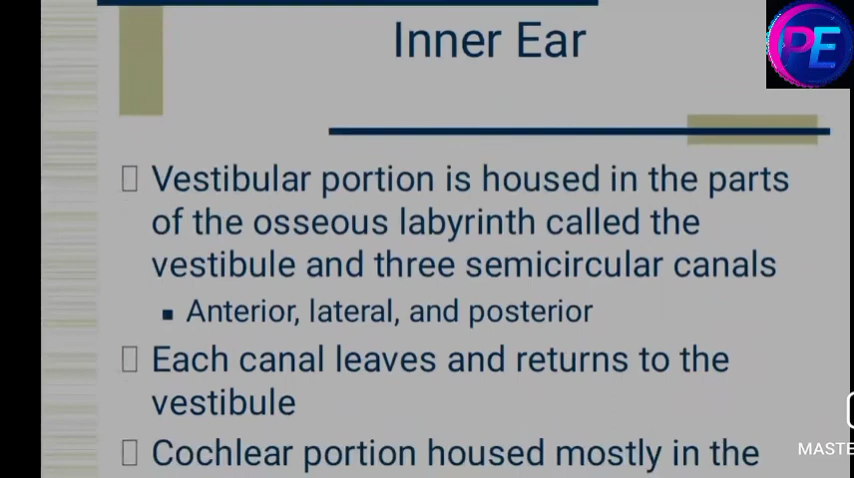 Inner Ear
PE
Vestibular portion is housed in the parts
of the osseous labyrinth called the
vestibule and three semicircular canals
Anterior, lateral, and posterior
Each canal leaves and returns to the
vestibule
Cochlear portion housed mostly in the
MASTE